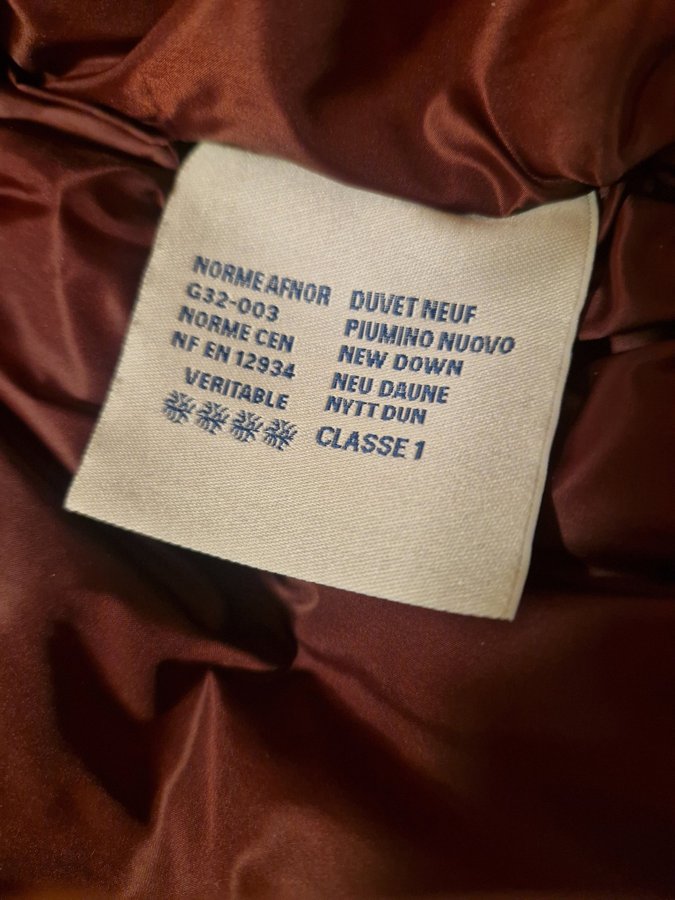 NORME AFNOR
G32-003
NORME CEN
NF EN 12934
VERITABLE
DUVET NEUF
PIUMINO NUOVO
NEW DOWN
NEU DAUNE
NYTT DUN
CLASSE 1